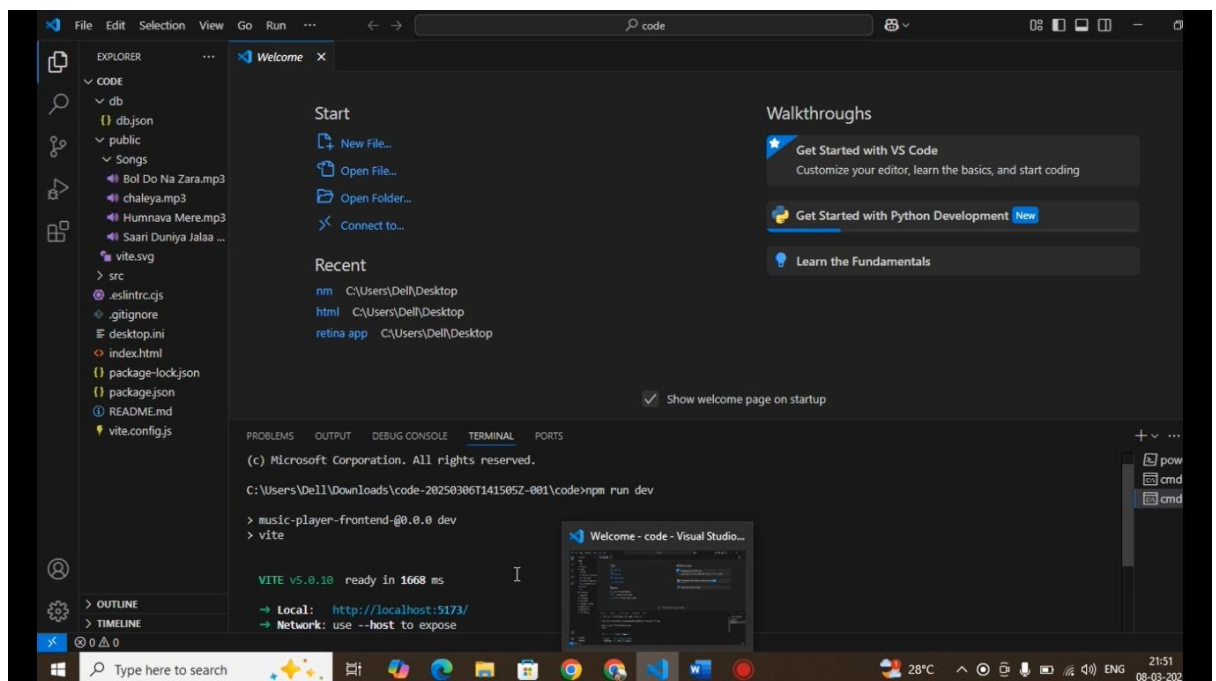 File Edit Selection View Go Run ··· ← → code
EXPLORER ···
CODE
db
{} db.json
public
Songs
Bol Do Na Zara.mp3
chaleya.mp3
Humnava Mere.mp3
Saari Duniya Jalaa ...
vite.svg
src
.eslintrc.cjs
.gitignore
desktop.ini
index.html
{} package-lock.json
{} package.json
README.md
vite.config.js
OUTLINE
TIMELINE
Welcome
Start
New File...
Open File...
Open Folder...
Connect to...
Recent
nm C:\Users\Dell\Desktop
html C:\Users\Dell\Desktop
retina app C:\Users\Dell\Desktop
Walkthroughs
Get Started with VS Code
Customize your editor, learn the basics, and start coding
Get Started with Python Development New
Learn the Fundamentals
Show welcome page on startup
PROBLEMS OUTPUT DEBUG CONSOLE TERMINAL PORTS
(c) Microsoft Corporation. All rights reserved.
C:\Users\Dell\Downloads\code-20250306T141505Z-001\code>npm run dev
> music-player-frontend-@0.0.0 dev
> vite
VITE v5.0.10 ready in 1668 ms
→ Local: http://localhost:5173/
→ Network: use --host to expose
pow
cmd
cmd
Welcome - code - Visual Studio...
0 0
Type here to search
28°C ENG
21:51
08-03-202